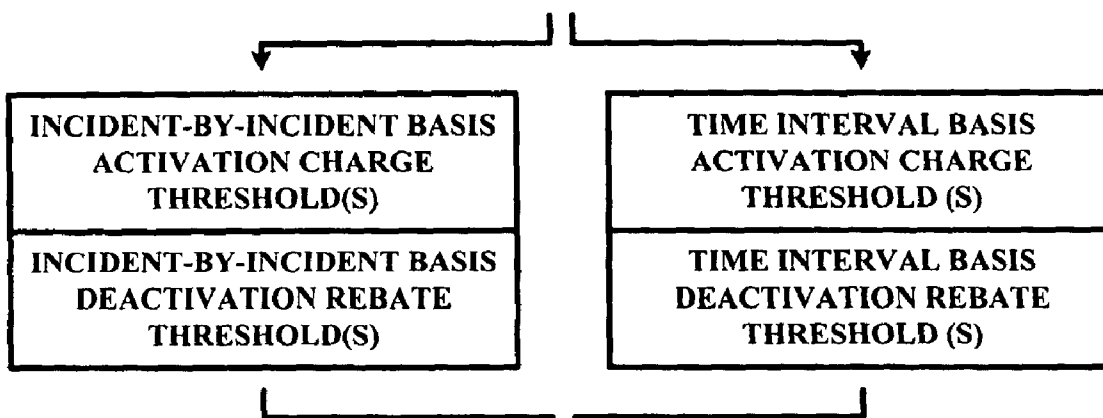 INCIDENT-BY-INCIDENT BASIS
ACTIVATION CHARGE
THRESHOLD(S)
INCIDENT-BY-INCIDENT BASIS
DEACTIVATION REBATE
THRESHOLD(S)
TIME INTERVAL BASIS
ACTIVATION CHARGE
THRESHOLD (S)
TIME INTERVAL BASIS
DEACTIVATION REBATE
THRESHOLD (S)